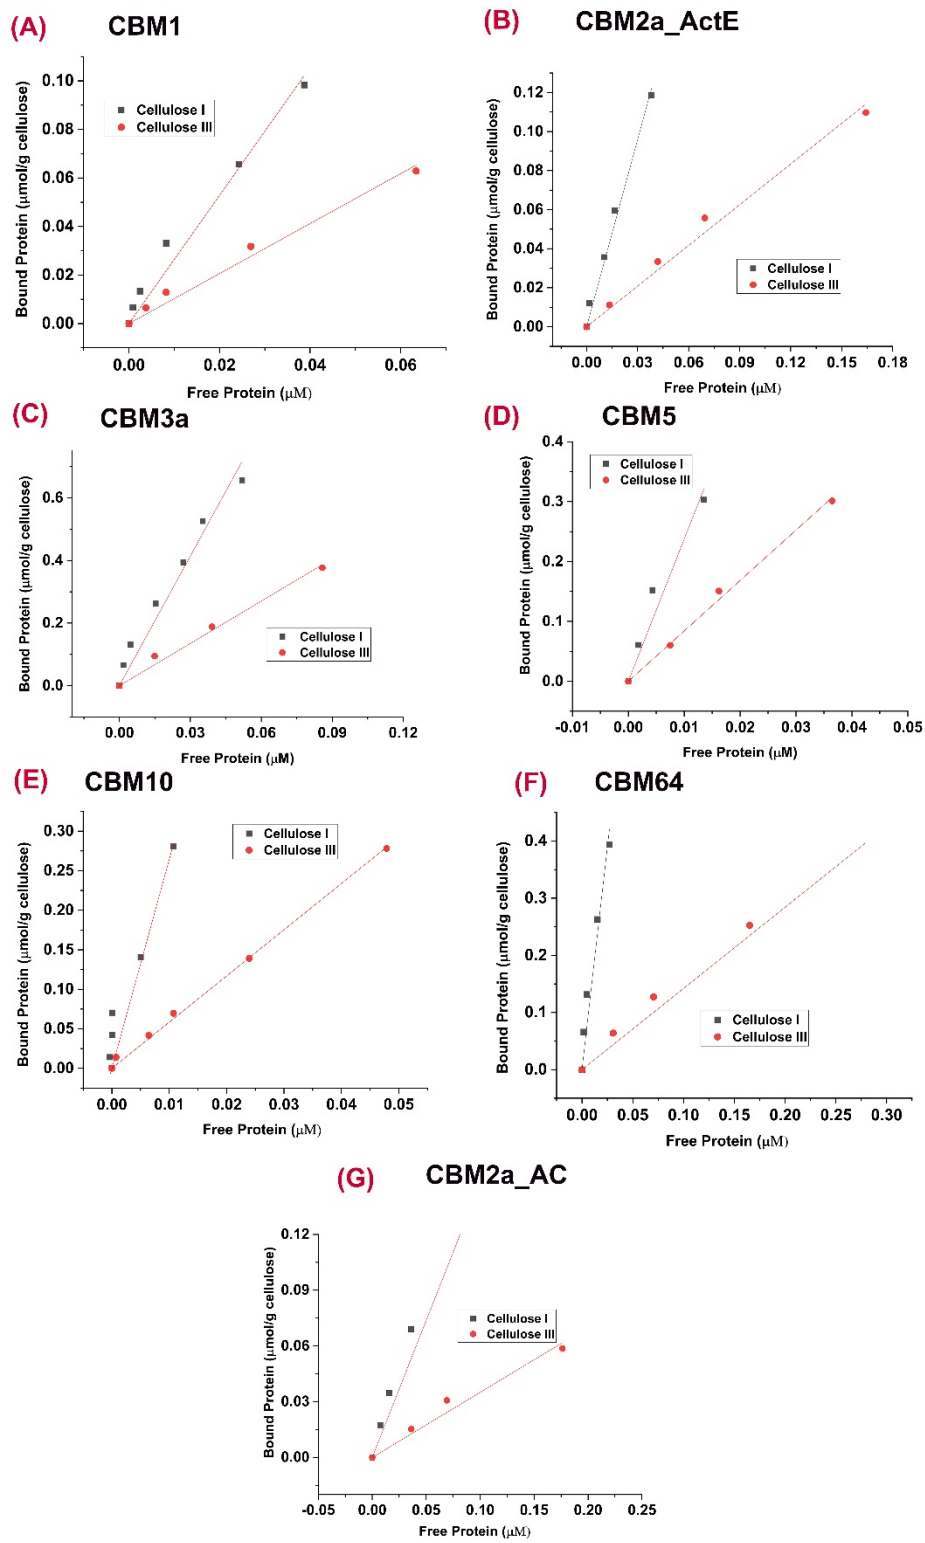 (A) CBM1
Bound Protein (μmol/g cellulose)
0.10
0.08
0.06
0.04
0.02
0.00
Cellulose I
Cellulose III
0.00 0.02 0.04 0.06
Free Protein (μM)
(B) CBM2a_ActE
Bound Protein (μmol/g cellulose)
0.12
0.10
0.08
0.06
0.04
0.02
0.00
Cellulose I
Cellulose III
0.00 0.03 0.06 0.09 0.12 0.15 0.18
Free Protein (μM)
(C) CBM3a
Bound Protein (μmol/g cellulose)
0.6
0.4
0.2
0.0
Cellulose I
Cellulose III
0.00 0.03 0.06 0.09 0.12
Free Protein (μM)
(D) CBM5
Bound Protein (μmol/g cellulose)
0.4
0.3
0.2
0.1
0.0
Cellulose I
Cellulose III
-0.01 0.00 0.01 0.02 0.03 0.04 0.05
Free Protein (μM)
(E) CBM10
Bound Protein (μmol/g cellulose)
0.30
0.25
0.20
0.15
0.10
0.05
0.00
Cellulose I
Cellulose III
0.00 0.01 0.02 0.03 0.04 0.05
Free Protein (μM)
(F) CBM64
Bound Protein (μmol/g cellulose)
0.4
0.3
0.2
0.1
0.0
Cellulose I
Cellulose III
0.00 0.05 0.10 0.15 0.20 0.25 0.30
Free Protein (μM)
(G) CBM2a_AC
Bound Protein (μmol/g cellulose)
0.12
0.09
0.06
0.03
0.00
Cellulose I
Cellulose III
-0.05 0.00 0.05 0.10 0.15 0.20 0.25
Free Protein (μM)